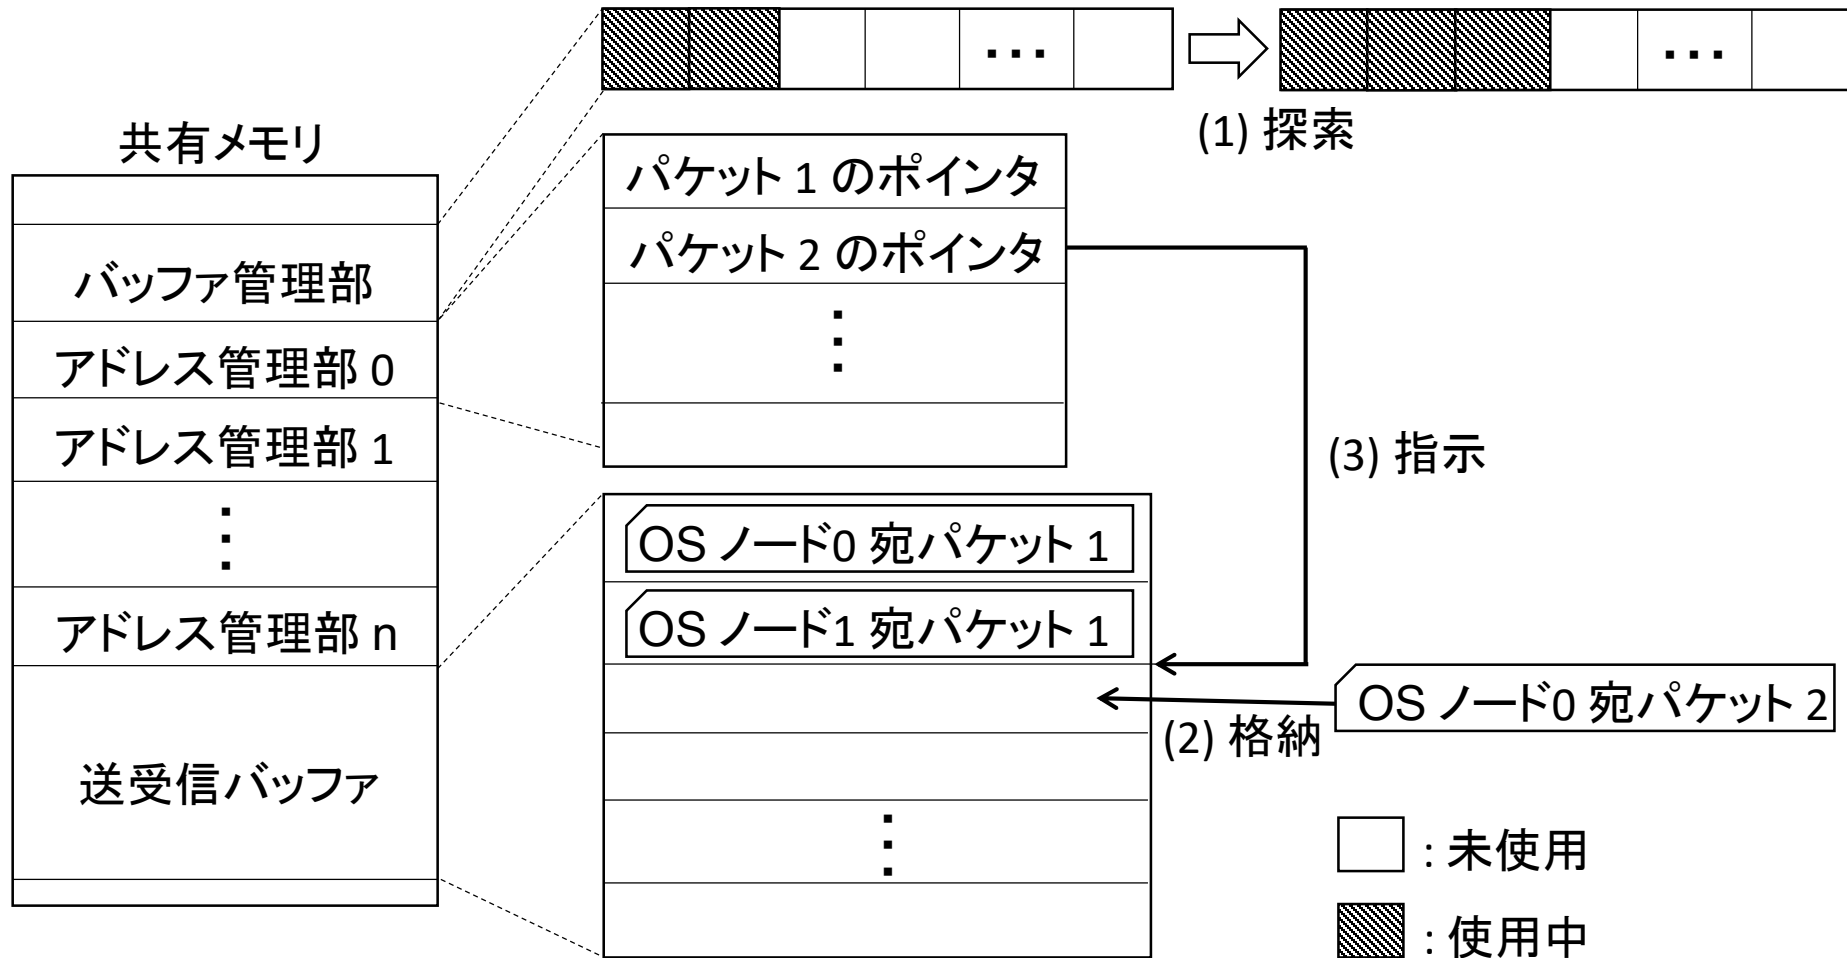 ･･･
･･･
(1) 探索
共有メモリ
バッファ管理部
アドレス管理部 0
アドレス管理部 1
アドレス管理部 n
送受信バッファ
パケット 1 のポインタ
パケット 2 のポインタ
(3) 指示
OS ノード0 宛パケット 1
OS ノード1 宛パケット 1
OS ノード0 宛パケット 2
(2) 格納
: 未使用
: 使用中